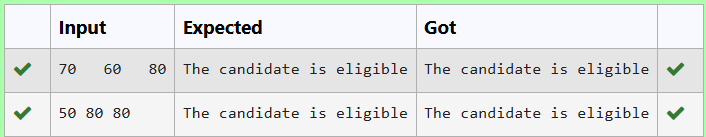 Input Expected Got
70   60   80 The candidate is eligible The candidate is eligible
50 80 80 The candidate is eligible The candidate is eligible